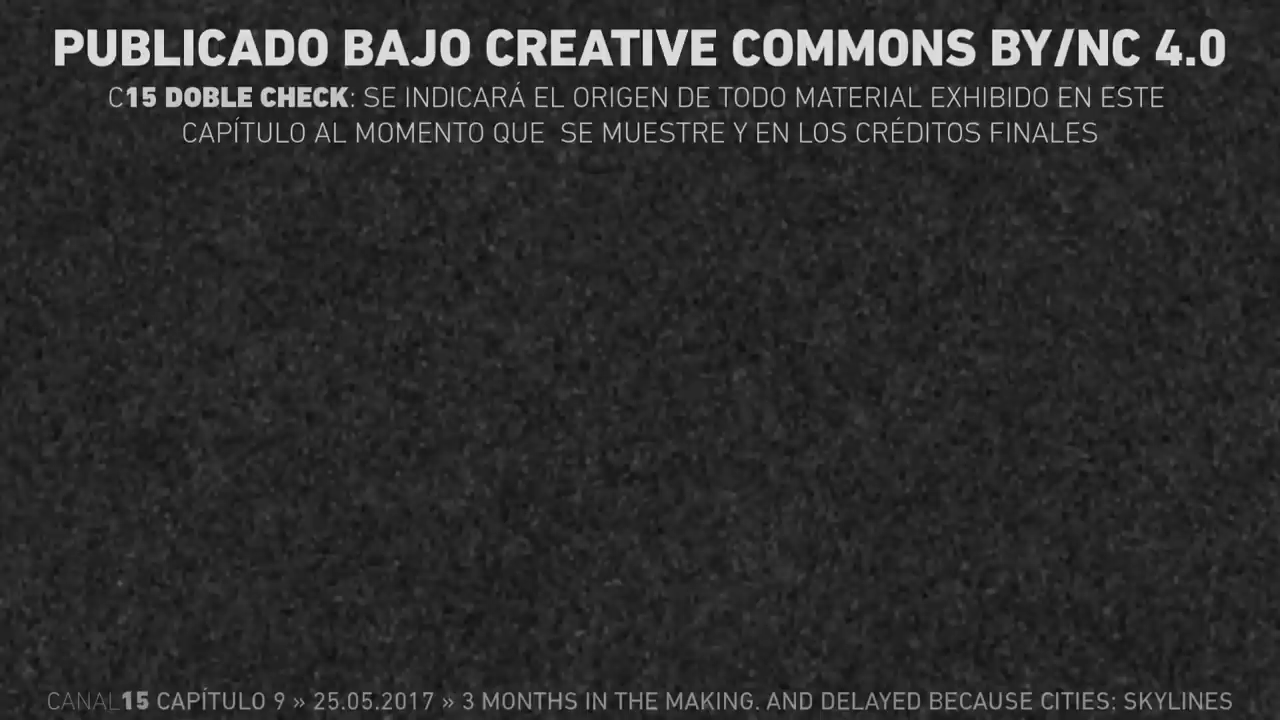 PUBLICADO BAJO CREATIVE COMMONS BY/NC 4.0
C15 DOBLE CHECK: SE INDICARÁ EL ORIGEN DE TODO MATERIAL EXHIBIDO EN ESTE
CAPÍTULO AL MOMENTO QUE SE MUESTRE Y EN LOS CRÉDITOS FINALES
CANAL15 CAPÍTULO 9 » 25.05.2017 » 3 MONTHS IN THE MAKING. AND DELAYED BECAUSE CITIES: SKYLINES